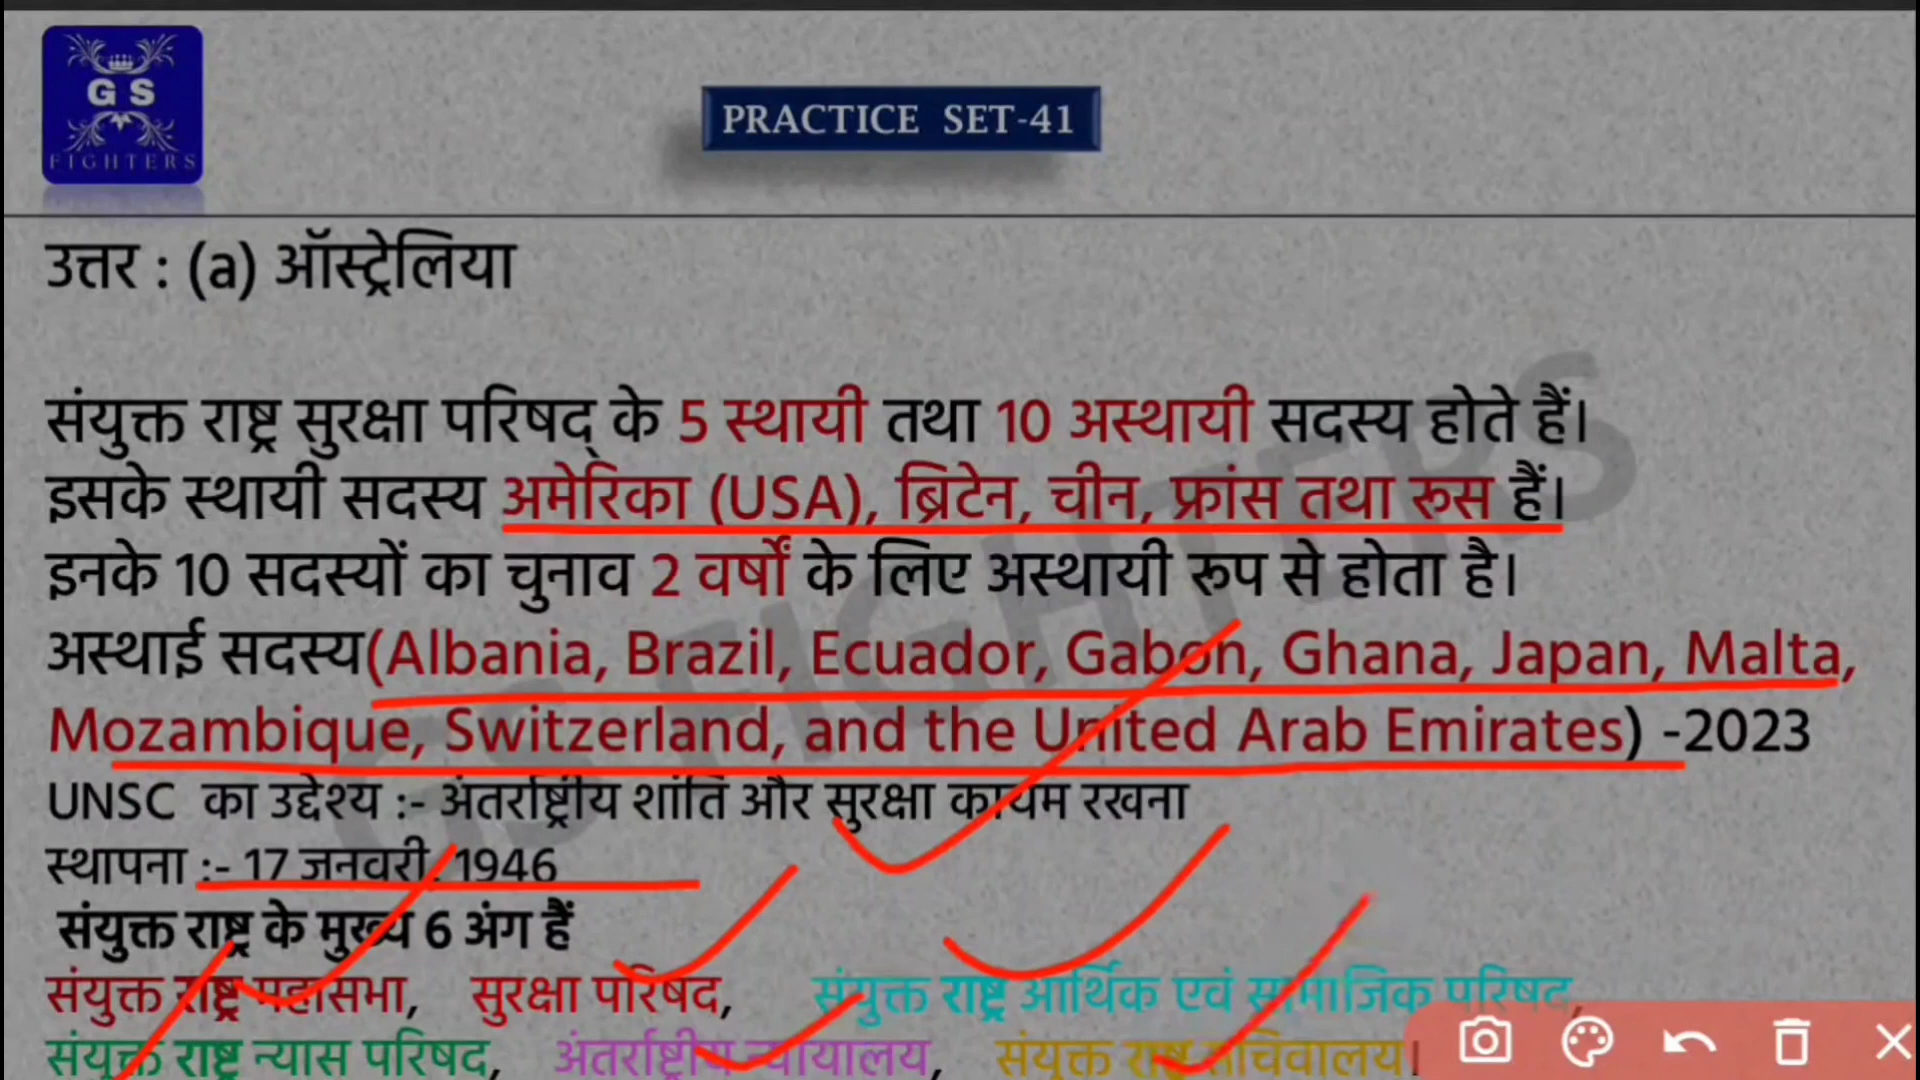 G S
FIGHTERS
PRACTICE SET-41
उत्तर : (a) ऑस्ट्रेलिया
संयुक्त राष्ट्र सुरक्षा परिषद् के 5 स्थायी तथा 10 अस्थायी सदस्य होते हैं।
इसके स्थायी सदस्य अमेरिका (USA), ब्रिटेन, चीन, फ्रांस तथा रूस हैं।
इनके 10 सदस्यों का चुनाव 2 वर्षों के लिए अस्थायी रूप से होता है।
अस्थाई सदस्य(Albania, Brazil, Ecuador, Gabon, Ghana, Japan, Malta,
Mozambique, Switzerland, and the United Arab Emirates) -2023
UNSC का उद्देश्य :- अंतर्राष्ट्रीय शांति और सुरक्षा कायम रखना
स्थापना :- 17 जनवरी, 1946
संयुक्त राष्ट्र के मुख्य 6 अंग हैं
संयुक्त राष्ट्र महासभा, सुरक्षा परिषद, संयुक्त राष्ट्र आर्थिक एवं सामाजिक परिषद,
संयुक्त राष्ट्र न्यास परिषद, अंतर्राष्ट्रीय न्यायालय, संयुक्त राष्ट्र सचिवालय।
GS FIGHTERS